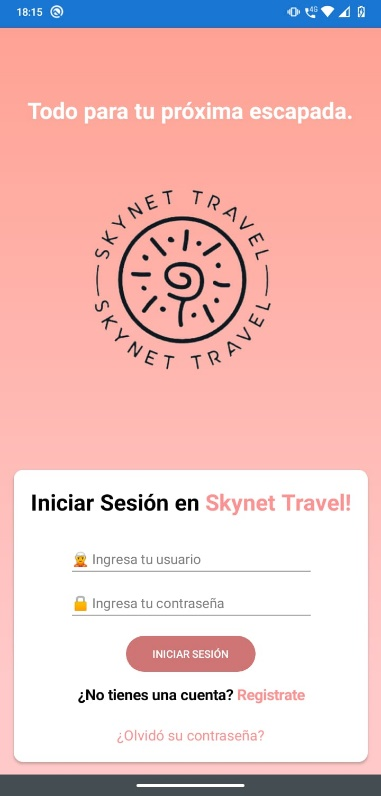 18:15
4G
Todo para tu próxima escapada.
SKYNET TRAVEL
SKYNET TRAVEL
Iniciar Sesión en Skynet Travel!
Ingresa tu usuario
Ingresa tu contraseña
INICIAR SESIÓN
¿No tienes una cuenta? Registrate
¿Olvidó su contraseña?